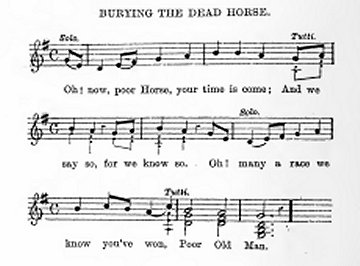 BURYING THE DEAD HORSE.
Solo. Tutti.
Oh! now, poor Horse, your time is come; And we
Solo.
say so, for we know so. Oh! many a race we
Tutti.
know you've won, Poor Old Man.